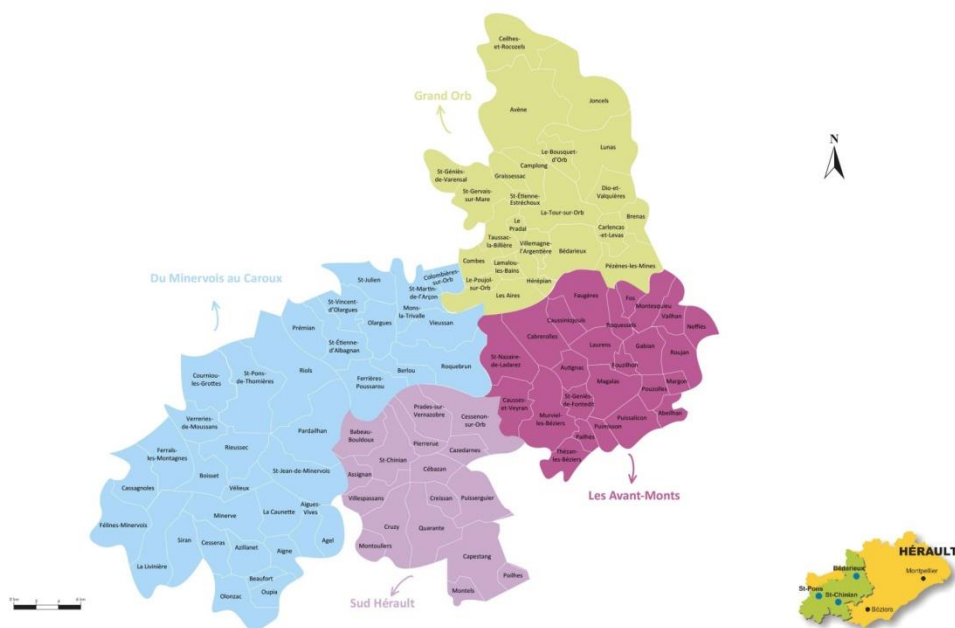 Ceilhes-
et-Rocozels
Grand Orb
Avène
Joncels
N
Le-Bousquet-
d'Orb
Lunas
Camplong
St-Géniès-
de-Varensal
Graissessac
St-Gervais-
sur-Mare
St-Étienne-
Estréchoux
Dio-et-
Valquières
La-Tour-sur-Orb
Brenas
Le
Pradal
Carlencas
et-Levas
Taussac-
la-Billière
Villemagne-
l'Argentière
Bédarieux
Combes
Lamalou-
les-Bains
Pézènes-les-Mines
Le-Poujol-
sur-Orb
Hérépian
Les Aires
Du Minervois au Caroux
St-Julien
Colombières-
sur-Orb
St-Martin-
de-l'Arçon
Mons-
la-Trivalle
St-Vincent-
d'Olargues
Olargues
Vieussan
Prémian
St-Étienne-
d'Albagnan
Roquebrun
Berlou
Ferrières-
Poussarou
Riols
St-Pons-
de-Thomières
Courniou-
les-Grottes
Verreries-
de-Moussans
Pardailhan
Ferrals-
les-Montagnes
Rieussec
Boisset
St-Jean-de-Minervois
Cassagnoles
Vélieux
Félines-Minervois
Minerve
La Caunette
Aigues-
Vives
Siran
Cesseras
Azillanet
Aigne
Agel
La Livinière
Beaufort
Oupia
Olonzac
Faugères
Fos
Montesquieu
Vailhan
Neffiès
Caussiniojouls
Cabrerolles
Roquessels
Laurens
Gabian
Roujan
St-Nazaire-
de-Ladarez
Autignac
Fouzilhon
Magalas
Margon
Pouzolles
Causses-
et-Veyran
St-Geniès-
de-Fontedit
Murviel-
les-Béziers
Puissalicon
Abeilhan
Puimisson
Pailhès
Thézan-
les-Béziers
Les Avant-Monts
Prades-sur-
Vernazobre
Cessenon-
sur-Orb
Babeau-
Bouldoux
Pierrerue
Cazedarnes
St-Chinian
Cébazan
Assignan
Villespassans
Creissan
Puisserguier
Cruzy
Quarante
Montouliers
Capestang
Poilhes
Montels
Sud Hérault
HÉRAULT
Bédarieux
Montpellier
St-Pons
St-Chinian
Béziers